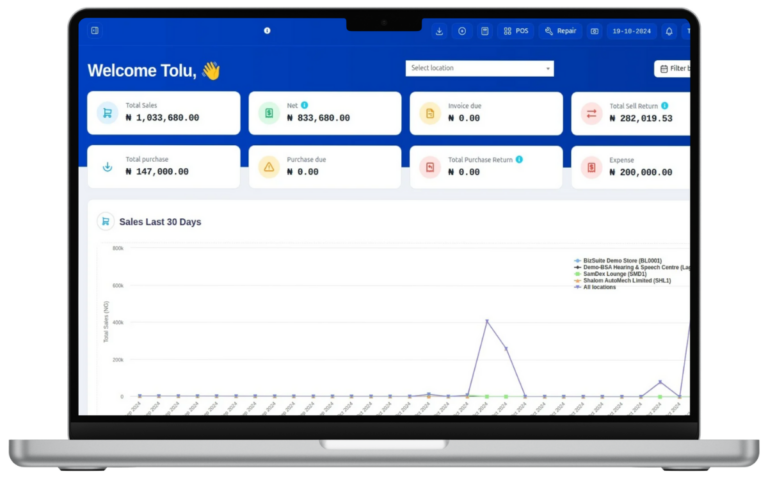 POS
Repair
19-10-2024
Welcome Tolu, 👋
Select location
Filter b
Total Sales
₦ 1,033,680.00
Net
₦ 833,680.00
Invoice due
₦ 0.00
Total Sell Return
₦ 282,019.53
Total purchase
₦ 147,000.00
Purchase due
₦ 0.00
Total Purchase Return
₦ 0.00
Expense
₦ 200,000.00
Sales Last 30 Days
800k
600k
400k
200k
0
Total Sales (NG)
BizSuite Demo Store (BL0001)
Demo-BSA Hearing & Speech Centre (Lag
SamDex Lounge (SMD1)
Shalom AutoMech Limited (SHL1)
All locations